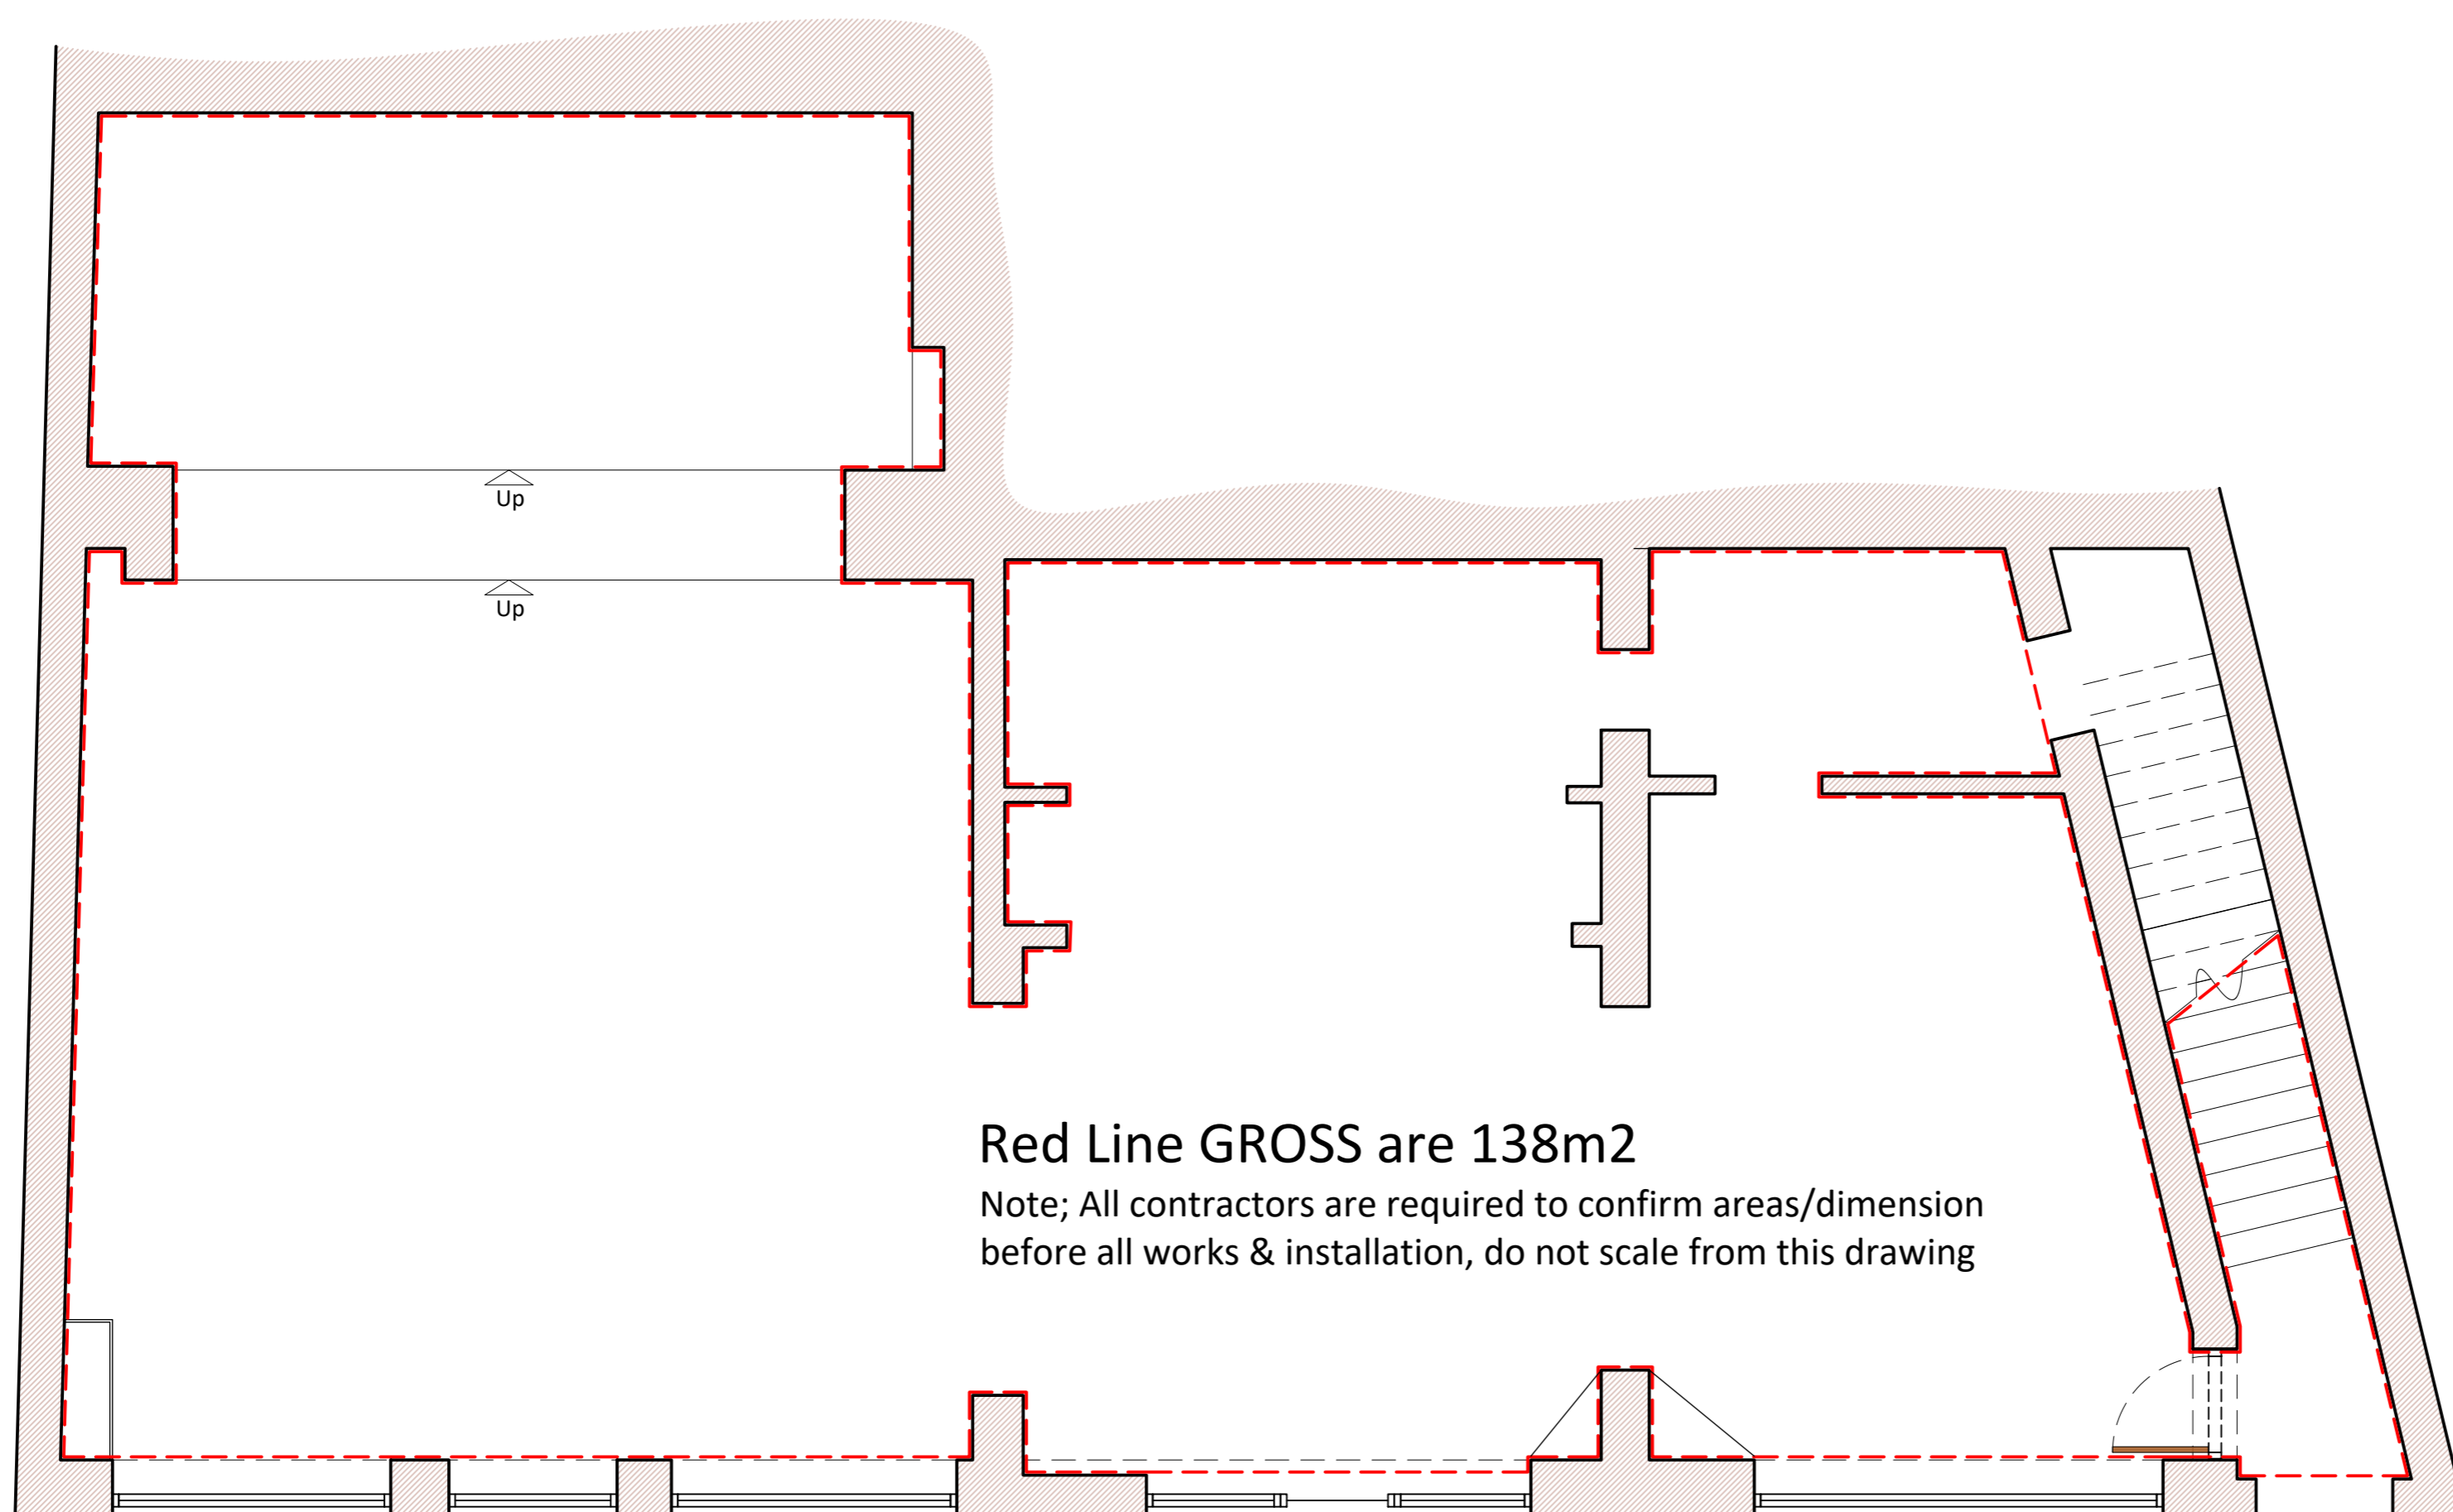 Up
Up
Red Line GROSS are 138m2
Note; All contractors are required to confirm areas/dimension
before all works & installation, do not scale from this drawing